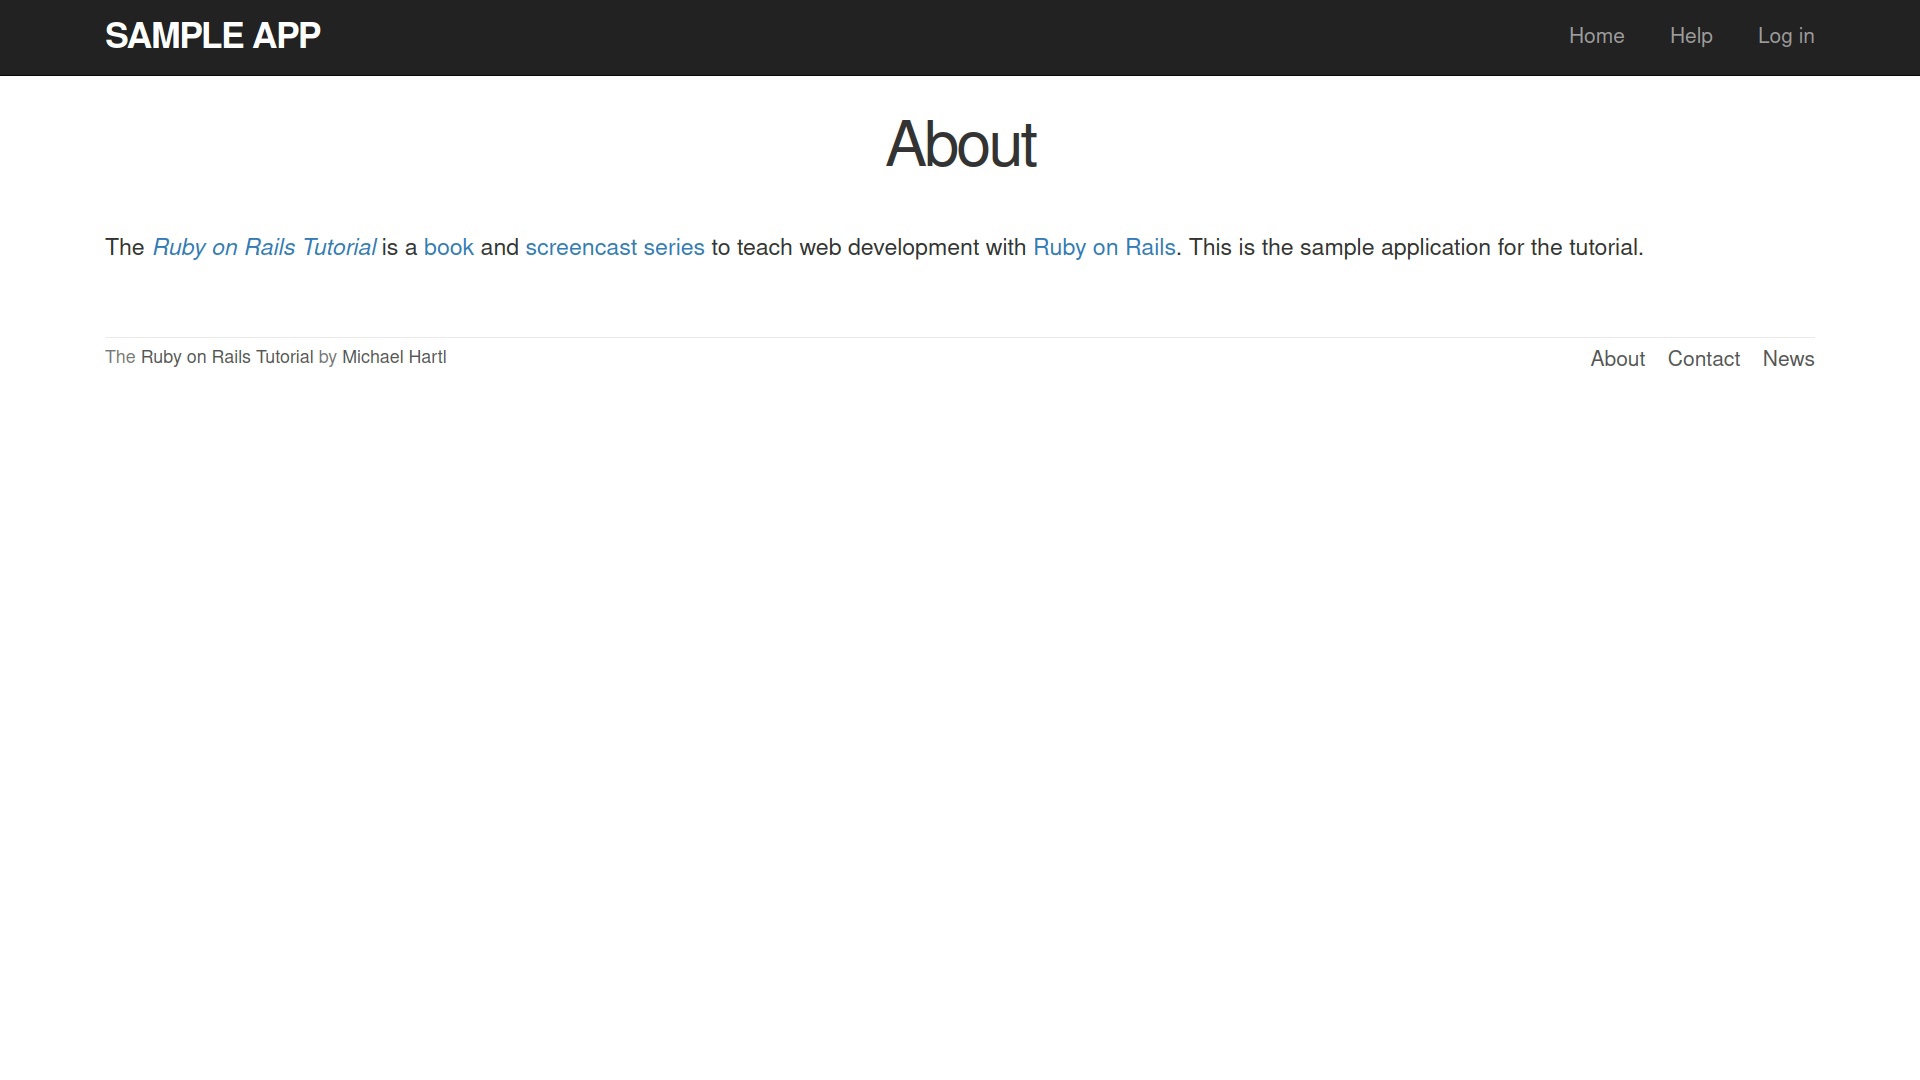 SAMPLE APP
Home Help Log in
About
The Ruby on Rails Tutorial is a book and screencast series to teach web development with Ruby on Rails. This is the sample application for the tutorial.
The Ruby on Rails Tutorial by Michael Hartl
About Contact News